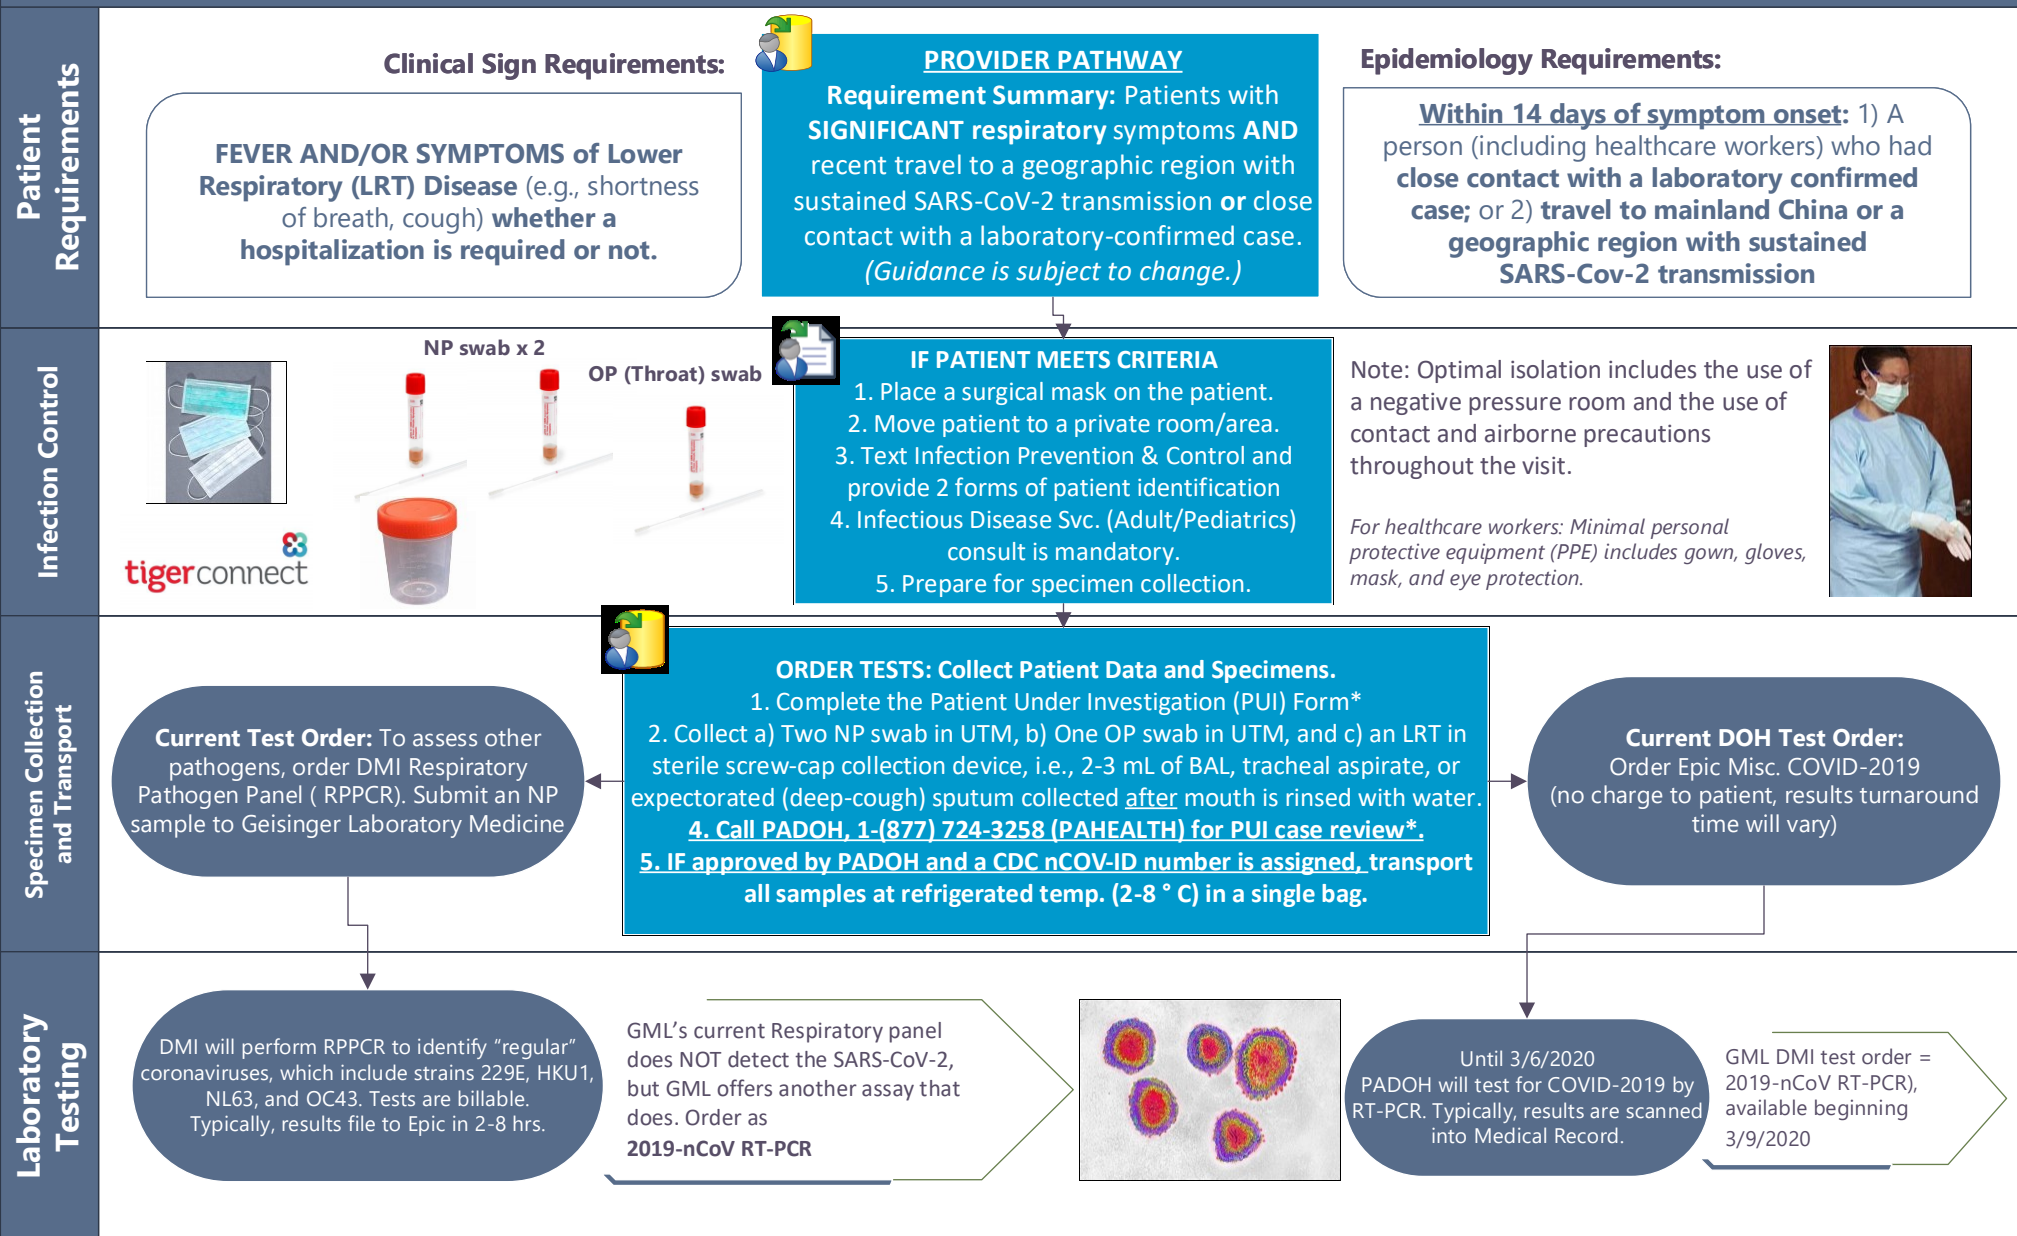 Patient
Requirements
Clinical Sign Requirements:
FEVER AND/OR SYMPTOMS of Lower
Respiratory (LRT) Disease (e.g., shortness
of breath, cough) whether a
hospitalization is required or not.
PROVIDER PATHWAY
Requirement Summary: Patients with
SIGNIFICANT respiratory symptoms AND
recent travel to a geographic region with
sustained SARS-CoV-2 transmission or close
contact with a laboratory-confirmed case.
(Guidance is subject to change.)
Epidemiology Requirements:
Within 14 days of symptom onset: 1) A
person (including healthcare workers) who had
close contact with a laboratory confirmed
case; or 2) travel to mainland China or a
geographic region with sustained
SARS-Cov-2 transmission
Infection Control
NP swab x 2
OP (Throat) swab
tigerconnect
IF PATIENT MEETS CRITERIA
1. Place a surgical mask on the patient.
2. Move patient to a private room/area.
3. Text Infection Prevention & Control and
provide 2 forms of patient identification
4. Infectious Disease Svc. (Adult/Pediatrics)
consult is mandatory.
5. Prepare for specimen collection.
Note: Optimal isolation includes the use of
a negative pressure room and the use of
contact and airborne precautions
throughout the visit.
For healthcare workers: Minimal personal
protective equipment (PPE) includes gown, gloves,
mask, and eye protection.
Specimen Collection
and Transport
Current Test Order: To assess other
pathogens, order DMI Respiratory
Pathogen Panel ( RPPCR). Submit an NP
sample to Geisinger Laboratory Medicine
ORDER TESTS: Collect Patient Data and Specimens.
1. Complete the Patient Under Investigation (PUI) Form*
2. Collect a) Two NP swab in UTM, b) One OP swab in UTM, and c) an LRT in
sterile screw-cap collection device, i.e., 2-3 mL of BAL, tracheal aspirate, or
expectorated (deep-cough) sputum collected after mouth is rinsed with water.
4. Call PADOH, 1-(877) 724-3258 (PAHEALTH) for PUI case review*.
5. IF approved by PADOH and a CDC nCOV-ID number is assigned, transport
all samples at refrigerated temp. (2-8 ° C) in a single bag.
Current DOH Test Order:
Order Epic Misc. COVID-2019
(no charge to patient, results turnaround
time will vary)
Laboratory
Testing
DMI will perform RPPCR to identify “regular”
coronaviruses, which include strains 229E, HKU1,
NL63, and OC43. Tests are billable.
Typically, results file to Epic in 2-8 hrs.
GML’s current Respiratory panel
does NOT detect the SARS-CoV-2,
but GML offers another assay that
does. Order as
2019-nCoV RT-PCR
Until 3/6/2020
PADOH will test for COVID-2019 by
RT-PCR. Typically, results are scanned
into Medical Record.
GML DMI test order =
2019-nCoV RT-PCR),
available beginning
3/9/2020